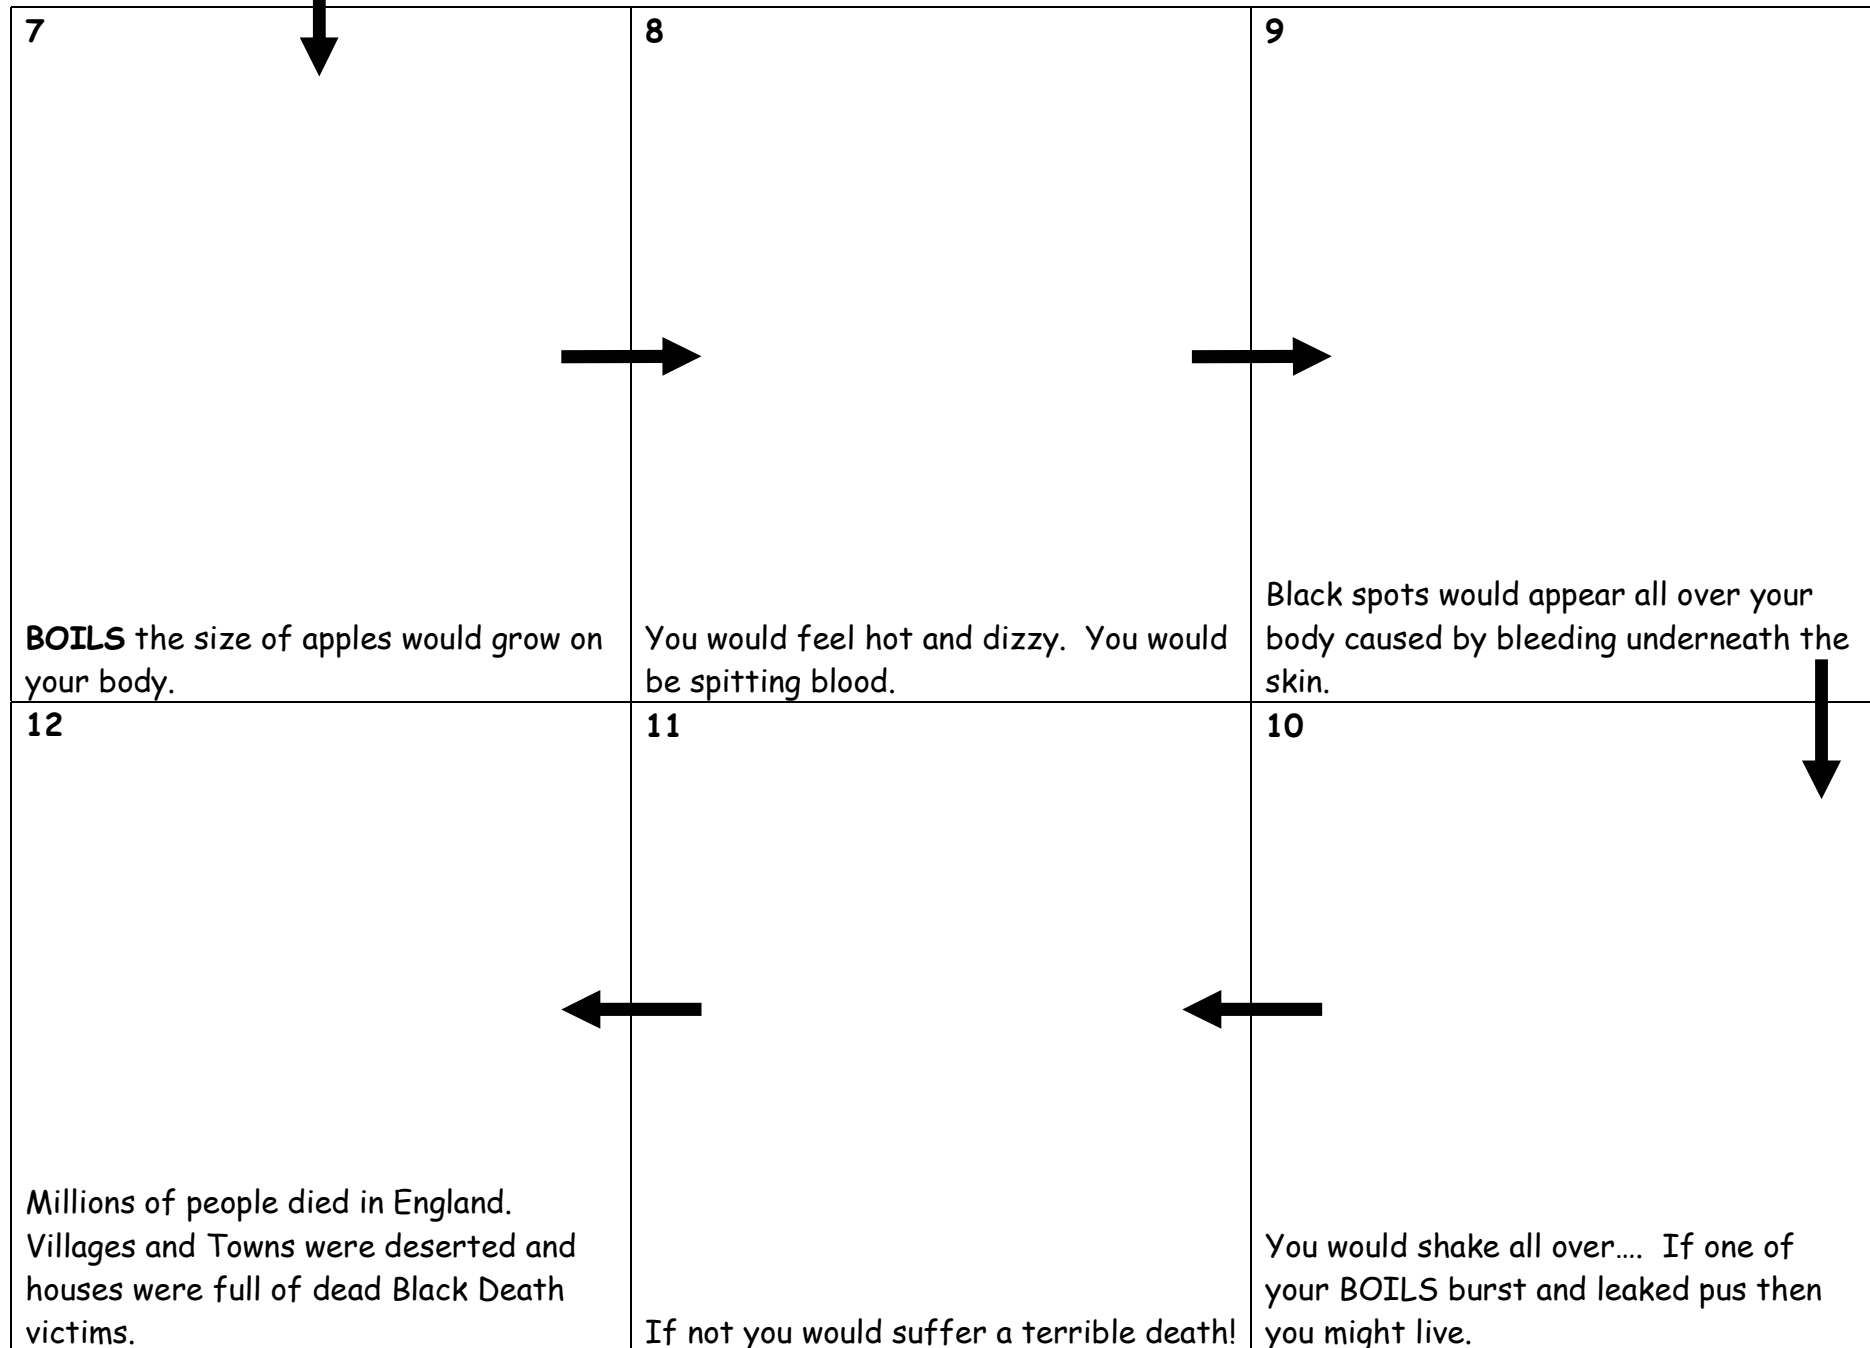 7
BOILS the size of apples would grow on
your body.
8
You would feel hot and dizzy.  You would
be spitting blood.
9
Black spots would appear all over your
body caused by bleeding underneath the
skin.
10
You would shake all over....  If one of
your BOILS burst and leaked pus then
you might live.
11
If not you would suffer a terrible death!
12
Millions of people died in England.
Villages and Towns were deserted and
houses were full of dead Black Death
victims.